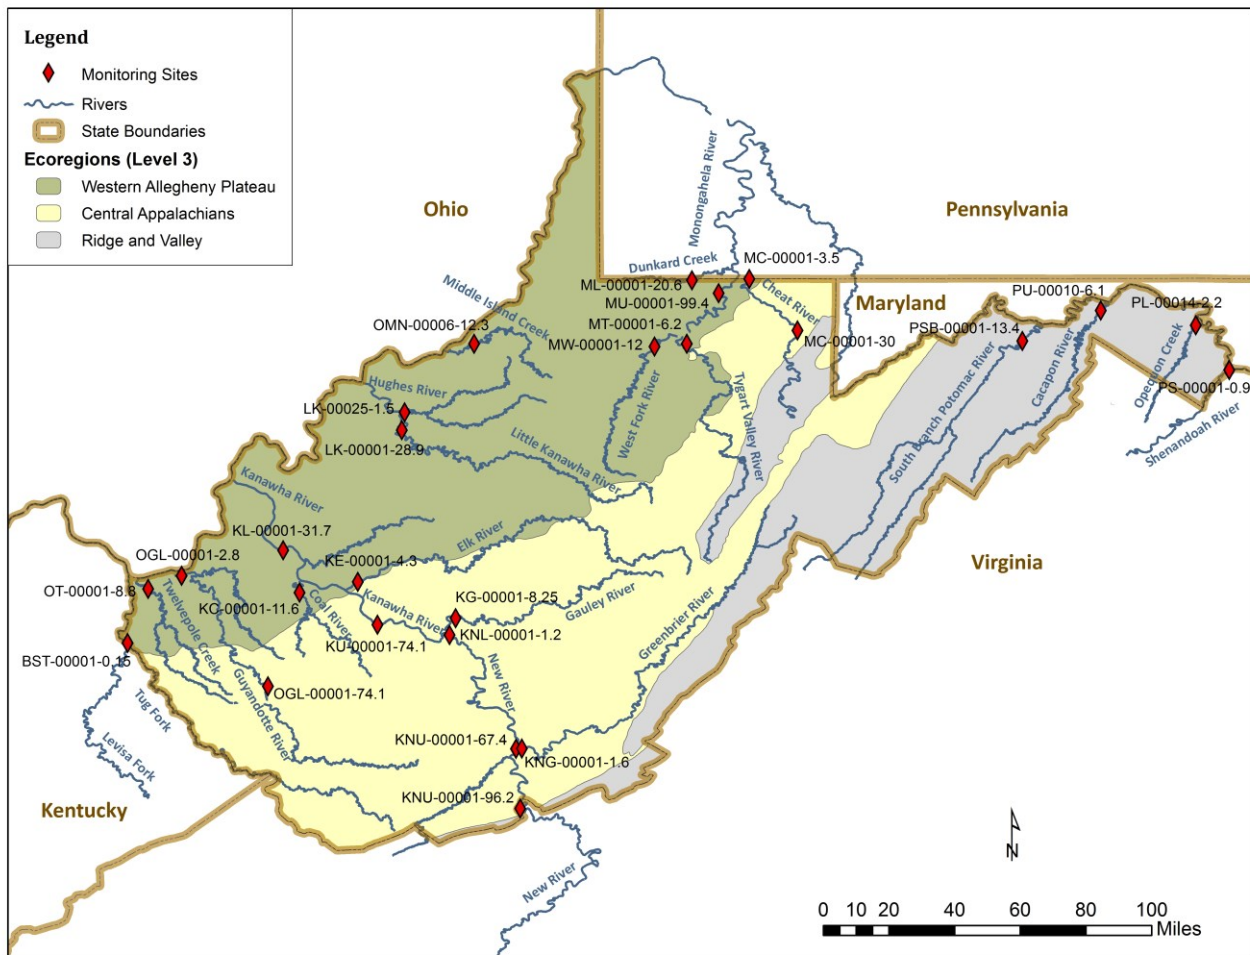 Legend
Monitoring Sites
Rivers
State Boundaries
Ecoregions (Level 3)
Western Allegheny Plateau
Central Appalachians
Ridge and Valley
Ohio
Pennsylvania
Monongahela River
Dunkard Creek
MC-00001-3.5
ML-00001-20.6
MU-00001-99.4
Cheat River
Maryland
PU-00010-6.1
PL-00014-2.2
Middle Island Creek
OMN-00006-12.3
MT-00001-6.2
MW-00001-12
MC-00001-30
PSB-00001-13.4
PS-00001-0.9
Hughes River
LK-00025-1.5
LK-00001-28.9
West Fork River
Tygart Valley River
South Branch Potomac River
Cacapon River
Opequon Creek
Shenandoah River
Little Kanawha River
Kanawha River
KL-00001-31.7
Elk River
OGL-00001-2.8
KE-00001-4.3
Virginia
OT-00001-8.8
KC-00001-11.6
Twelvepole Creek
Coal River
Kanawha River
KG-00001-8.25
Gauley River
Greenbrier River
KNL-00001-1.2
KU-00001-74.1
BST-00001-0.15
Guyandotte River
OGL-00001-74.1
New River
Tug Fork
Levisa Fork
KNU-00001-67.4
KNG-00001-1.6
KNU-00001-96.2
Kentucky
New River
N
0 10 20 40 60 80 100
Miles